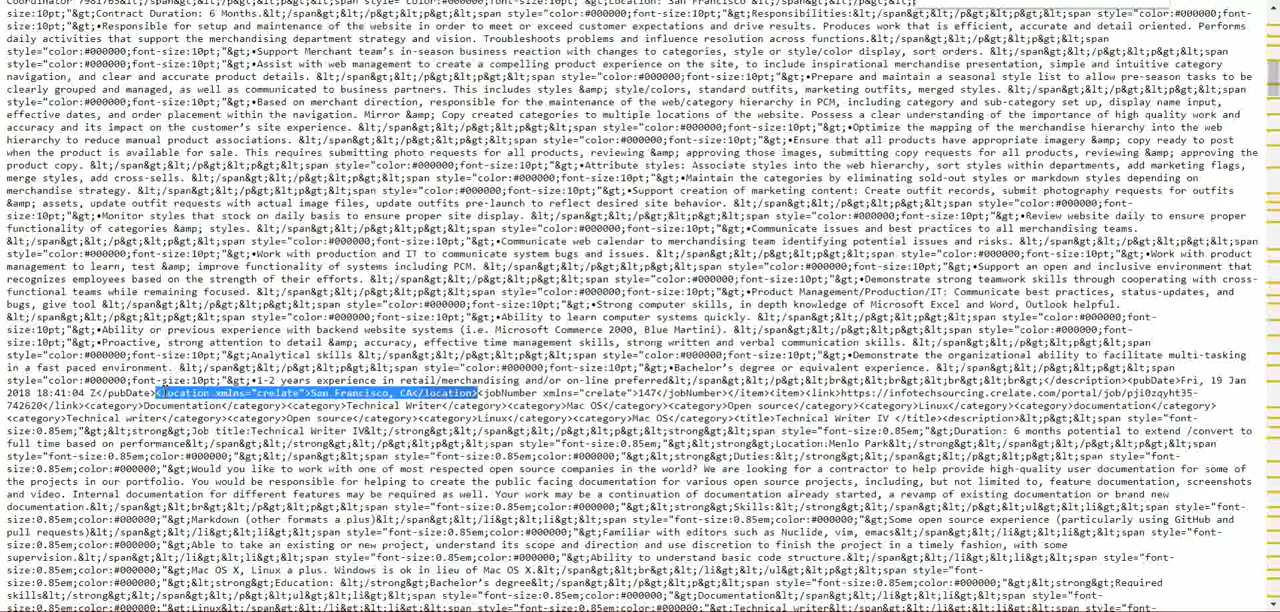 Coordinator 7981765&lt;/span&gt;&lt;/p&gt;&lt;p&gt;&lt;span style="color:#000000;font-size:10pt;"&gt;Location: San Francisco &lt;/span&gt;&lt;/p&gt;&lt;p&gt;&lt;span style="color:#000000;font-
size:10pt;"&gt;Contract Duration: 6 Months.&lt;/span&gt;&lt;/p&gt;&lt;p&gt;&lt;span style="color:#000000;font-size:10pt;"&gt;Responsibilities:&lt;/span&gt;&lt;/p&gt;&lt;p&gt;&lt;span style="color:#000000;font-
size:10pt;"&gt;•Responsible for setup and maintenance of the website in order to meet or exceed customer expectations and drive results. Produces work that is efficient, accurate and detail oriented. Performs
daily activities that support the merchandising department strategy and vision. Troubleshoots problems and influence resolution across functions.&lt;/span&gt;&lt;/p&gt;&lt;p&gt;&lt;span
style="color:#000000;font-size:10pt;"&gt;•Support Merchant team's in-season business reaction with changes to categories, style or style/color display, sort orders. &lt;/span&gt;&lt;/p&gt;&lt;p&gt;&lt;span
style="color:#000000;font-size:10pt;"&gt;•Assist with web management to create a compelling product experience on the site, to include inspirational merchandise presentation, simple and intuitive category
navigation, and clear and accurate product details. &lt;/span&gt;&lt;/p&gt;&lt;p&gt;&lt;span style="color:#000000;font-size:10pt;"&gt;•Prepare and maintain a seasonal style list to allow pre-season tasks to be
clearly grouped and managed, as well as communicated to business partners. This includes styles &amp; style/colors, standard outfits, marketing outfits, merged styles. &lt;/span&gt;&lt;/p&gt;&lt;p&gt;&lt;span
style="color:#000000;font-size:10pt;"&gt;•Based on merchant direction, responsible for the maintenance of the web/category hierarchy in PCM, including category and sub-category set up, display name input,
effective dates, and order placement within the navigation. Mirror &amp; Copy created categories to multiple locations of the website. Possess a clear understanding of the importance of high quality work and
accuracy and its impact on the customer's site experience. &lt;/span&gt;&lt;/p&gt;&lt;p&gt;&lt;span style="color:#000000;font-size:10pt;"&gt;•Optimize the mapping of the merchandise hierarchy into the web
hierarchy to reduce manual product associations. &lt;/span&gt;&lt;/p&gt;&lt;p&gt;&lt;span style="color:#000000;font-size:10pt;"&gt;•Ensure that all products have appropriate imagery &amp; copy ready to post
when the product is available for sale. This requires submitting photo requests for all products, reviewing &amp; approving those images, submitting copy requests for all products, reviewing &amp; approving the
product copy. &lt;/span&gt;&lt;/p&gt;&lt;p&gt;&lt;span style="color:#000000;font-size:10pt;"&gt;•Attribute styles: Associate styles into the web hierarchy, sort styles within departments, add marketing flags,
merge styles, add cross-sells. &lt;/span&gt;&lt;/p&gt;&lt;p&gt;&lt;span style="color:#000000;font-size:10pt;"&gt;•Maintain the categories by eliminating sold-out styles or markdown styles depending on
merchandise strategy. &lt;/span&gt;&lt;/p&gt;&lt;p&gt;&lt;span style="color:#000000;font-size:10pt;"&gt;•Support creation of marketing content: Create outfit records, submit photography requests for outfits
&amp; assets, update outfit requests with actual image files, update outfits pre-launch to reflect desired site behavior. &lt;/span&gt;&lt;/p&gt;&lt;p&gt;&lt;span style="color:#000000;font-
size:10pt;"&gt;•Monitor styles that stock on daily basis to ensure proper site display. &lt;/span&gt;&lt;/p&gt;&lt;p&gt;&lt;span style="color:#000000;font-size:10pt;"&gt;•Review website daily to ensure proper
functionality of categories &amp; styles. &lt;/span&gt;&lt;/p&gt;&lt;p&gt;&lt;span style="color:#000000;font-size:10pt;"&gt;•Communicate issues and best practices to all merchandising teams.
&lt;/span&gt;&lt;/p&gt;&lt;p&gt;&lt;span style="color:#000000;font-size:10pt;"&gt;•Communicate web calendar to merchandising team identifying potential issues and risks. &lt;/span&gt;&lt;/p&gt;&lt;p&gt;&lt;span
style="color:#000000;font-size:10pt;"&gt;•Work with production and IT to communicate system bugs and issues. &lt;/span&gt;&lt;/p&gt;&lt;p&gt;&lt;span style="color:#000000;font-size:10pt;"&gt;•Work with product
management to learn, test &amp; improve functionality of systems including PCM. &lt;/span&gt;&lt;/p&gt;&lt;p&gt;&lt;span style="color:#000000;font-size:10pt;"&gt;•Support an open and inclusive environment that
recognizes employees based on the strength of their efforts. &lt;/span&gt;&lt;/p&gt;&lt;p&gt;&lt;span style="color:#000000;font-size:10pt;"&gt;•Demonstrate strong teamwork skills through cooperating with cross-
functional teams while remaining focused. &lt;/span&gt;&lt;/p&gt;&lt;p&gt;&lt;span style="color:#000000;font-size:10pt;"&gt;•Product Management/Production/IT: Communicate best practices, status-updates, and
bugs, give tool &lt;/span&gt;&lt;/p&gt;&lt;p&gt;&lt;span style="color:#000000;font-size:10pt;"&gt;•Strong computer skills, in depth knowledge of Microsoft Excel and Word, Outlook helpful.
&lt;/span&gt;&lt;/p&gt;&lt;p&gt;&lt;span style="color:#000000;font-size:10pt;"&gt;•Ability to learn computer systems quickly. &lt;/span&gt;&lt;/p&gt;&lt;p&gt;&lt;span style="color:#000000;font-
size:10pt;"&gt;•Ability or previous experience with backend website systems (i.e. Microsoft Commerce 2000, Blue Martini). &lt;/span&gt;&lt;/p&gt;&lt;p&gt;&lt;span style="color:#000000;font-
size:10pt;"&gt;•Proactive, strong attention to detail &amp; accuracy, effective time management skills, strong written and verbal communication skills. &lt;/span&gt;&lt;/p&gt;&lt;p&gt;&lt;span
style="color:#000000;font-size:10pt;"&gt;•Analytical skills &lt;/span&gt;&lt;/p&gt;&lt;p&gt;&lt;span style="color:#000000;font-size:10pt;"&gt;•Demonstrate the organizational ability to facilitate multi-tasking
in a fast paced environment. &lt;/span&gt;&lt;/p&gt;&lt;p&gt;&lt;span style="color:#000000;font-size:10pt;"&gt;•Bachelor's degree or equivalent experience. &lt;/span&gt;&lt;/p&gt;&lt;p&gt;&lt;span
style="color:#000000;font-size:10pt;"&gt;•1-2 years experience in retail/merchandising and/or on-line preferred&lt;/span&gt;&lt;/p&gt;&lt;br&gt;&lt;br&gt;</description><pubDate>Fri, 19 Jan
2018 18:41:04 Z</pubDate><location xmlns="crelate">San Francisco, CA</location><jobNumber xmlns="crelate">147</jobNumber></item><item><link>https://infotechsourcing.crelate.com/portal/job/pji0zqyht35-
742620</link><category>Documentation</category><category>Technical Writer</category><category>Mac OS</category><category>Open source</category><category>Linux</category><category>documentation</category>
<category>Technical writer</category><category>Open source</category><category>Linux</category><category>Mac OS</category><title>Technical Writer IV </title><description>&lt;p&gt;&lt;span style="font-
size:0.85em;color:#000000;"&gt;&lt;strong&gt;Job title:Technical Writer IV&lt;/strong&gt;&lt;/span&gt;&lt;/p&gt;&lt;p&gt;&lt;span style="font-size:0.85em;color:#000000;"&gt;Duration: 6 months potential to extend /convert to
full time based on performance&lt;/strong&gt;&lt;/span&gt;&lt;/p&gt;&lt;p&gt;&lt;span style="font-size:0.85em;color:#000000;"&gt;&lt;strong&gt;Location:Menlo Park&lt;/strong&gt;&lt;/span&gt;&lt;/p&gt;&lt;p&gt;&lt;span
style="font-size:0.85em;color:#000000;"&gt;&lt;strong&gt;Duties:&lt;/strong&gt;&lt;/span&gt;&lt;/p&gt;&lt;p&gt;&lt;span style="font-
size:0.85em;color:#000000;"&gt;Would you like to work with one of most respected open source companies in the world? We are looking for a contractor to help provide high-quality user documentation for some of
the projects in our portfolio. You would be responsible for helping to create the public facing documentation for various open source projects, including, but not limited to, feature documentation, screenshots
and video. Internal documentation for different features may be required as well. Your work may be a continuation of documentation already started, a revamp of existing documentation or brand new
documentation.&lt;/span&gt;&lt;br&gt;&lt;/p&gt;&lt;p&gt;&lt;span style="font-size:0.85em;color:#000000;"&gt;&lt;strong&gt;Skills:&lt;/strong&gt;&lt;/span&gt;&lt;/p&gt;&lt;ul&gt;&lt;li&gt;&lt;span style="font-
size:0.85em;color:#000000;"&gt;Markdown (other formats a plus)&lt;/span&gt;&lt;/li&gt;&lt;li&gt;&lt;span style="font-size:0.85em;color:#000000;"&gt;Some open source experience (particularly using GitHub and
pull requests)&lt;/span&gt;&lt;/li&gt;&lt;li&gt;&lt;span style="font-size:0.85em;color:#000000;"&gt;Familiar with editors such as Nuclide, vim, emacs&lt;/span&gt;&lt;/li&gt;&lt;li&gt;&lt;span style="font-
size:0.85em;color:#000000;"&gt;Able to take an existing or new project, understand its scope and direction and use discretion to finish the project in a timely fashion, with some
supervision.&lt;/span&gt;&lt;/li&gt;&lt;li&gt;&lt;span style="font-size:0.85em;color:#000000;"&gt;Ability to understand basic code structure.&lt;/span&gt;&lt;/li&gt;&lt;li&gt;&lt;span style="font-
size:0.85em;color:#000000;"&gt;Mac OS X, Linux a plus. Windows is ok in lieu of Mac OS X.&lt;/span&gt;&lt;br&gt;&lt;/li&gt;&lt;/ul&gt;&lt;p&gt;&lt;span style="font-
size:0.85em;color:#000000;"&gt;&lt;strong&gt;Education: &lt;/strong&gt;Bachelor's degree&lt;/span&gt;&lt;/p&gt;&lt;p&gt;&lt;span style="font-size:0.85em;color:#000000;"&gt;&lt;strong&gt;Required
skills&lt;/strong&gt;&lt;/span&gt;&lt;/p&gt;&lt;ul&gt;&lt;li&gt;&lt;span style="font-size:0.85em;color:#000000;"&gt;Documentation&lt;/span&gt;&lt;/li&gt;&lt;li&gt;&lt;span style="font-
size:0.85em;color:#000000;"&gt;Linux&lt;/span&gt;&lt;/li&gt;&lt;li&gt;&lt;span style="font-size:0.85em;color:#000000;"&gt;Technical writer&lt;/span&gt;&lt;/li&gt;&lt;li&gt;&lt;span style="font-